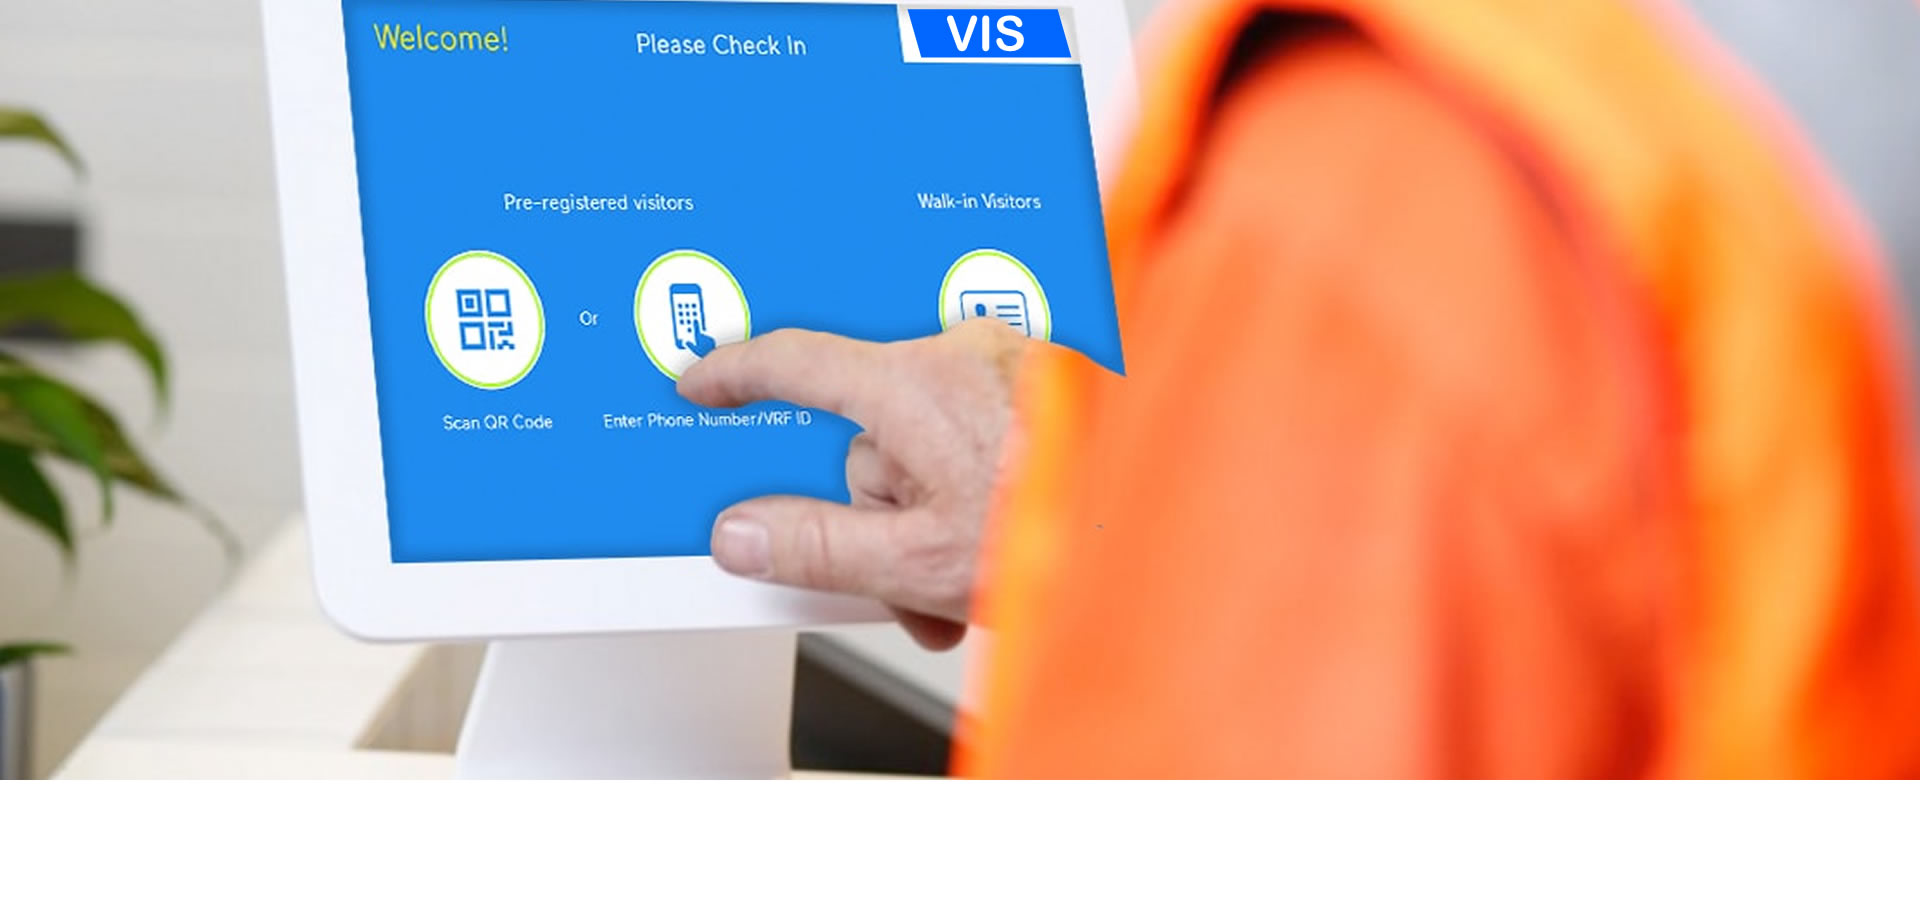 Welcome!
Please Check In
VIS
Pre-registered visitors
Walk-in Visitors
Or
Scan QR Code
Enter Phone Number/VRF ID